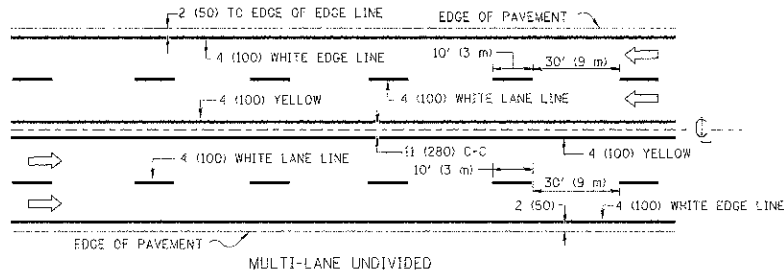 2 (50) TO EDGE OF EDGE LINE
EDGE OF PAVEMENT
4 (100) WHITE EDGE LINE
10' (3 m)
30' (9 m)
4 (100) YELLOW
4 (100) WHITE LANE LINE
4 (100) WHITE LANE LINE
11 (280) C-C
4 (100) YELLOW
10' (3 m)
30' (9 m)
2 (50)
4 (100) WHITE EDGE LINE
EDGE OF PAVEMENT
MULTI-LANE UNDIVIDED